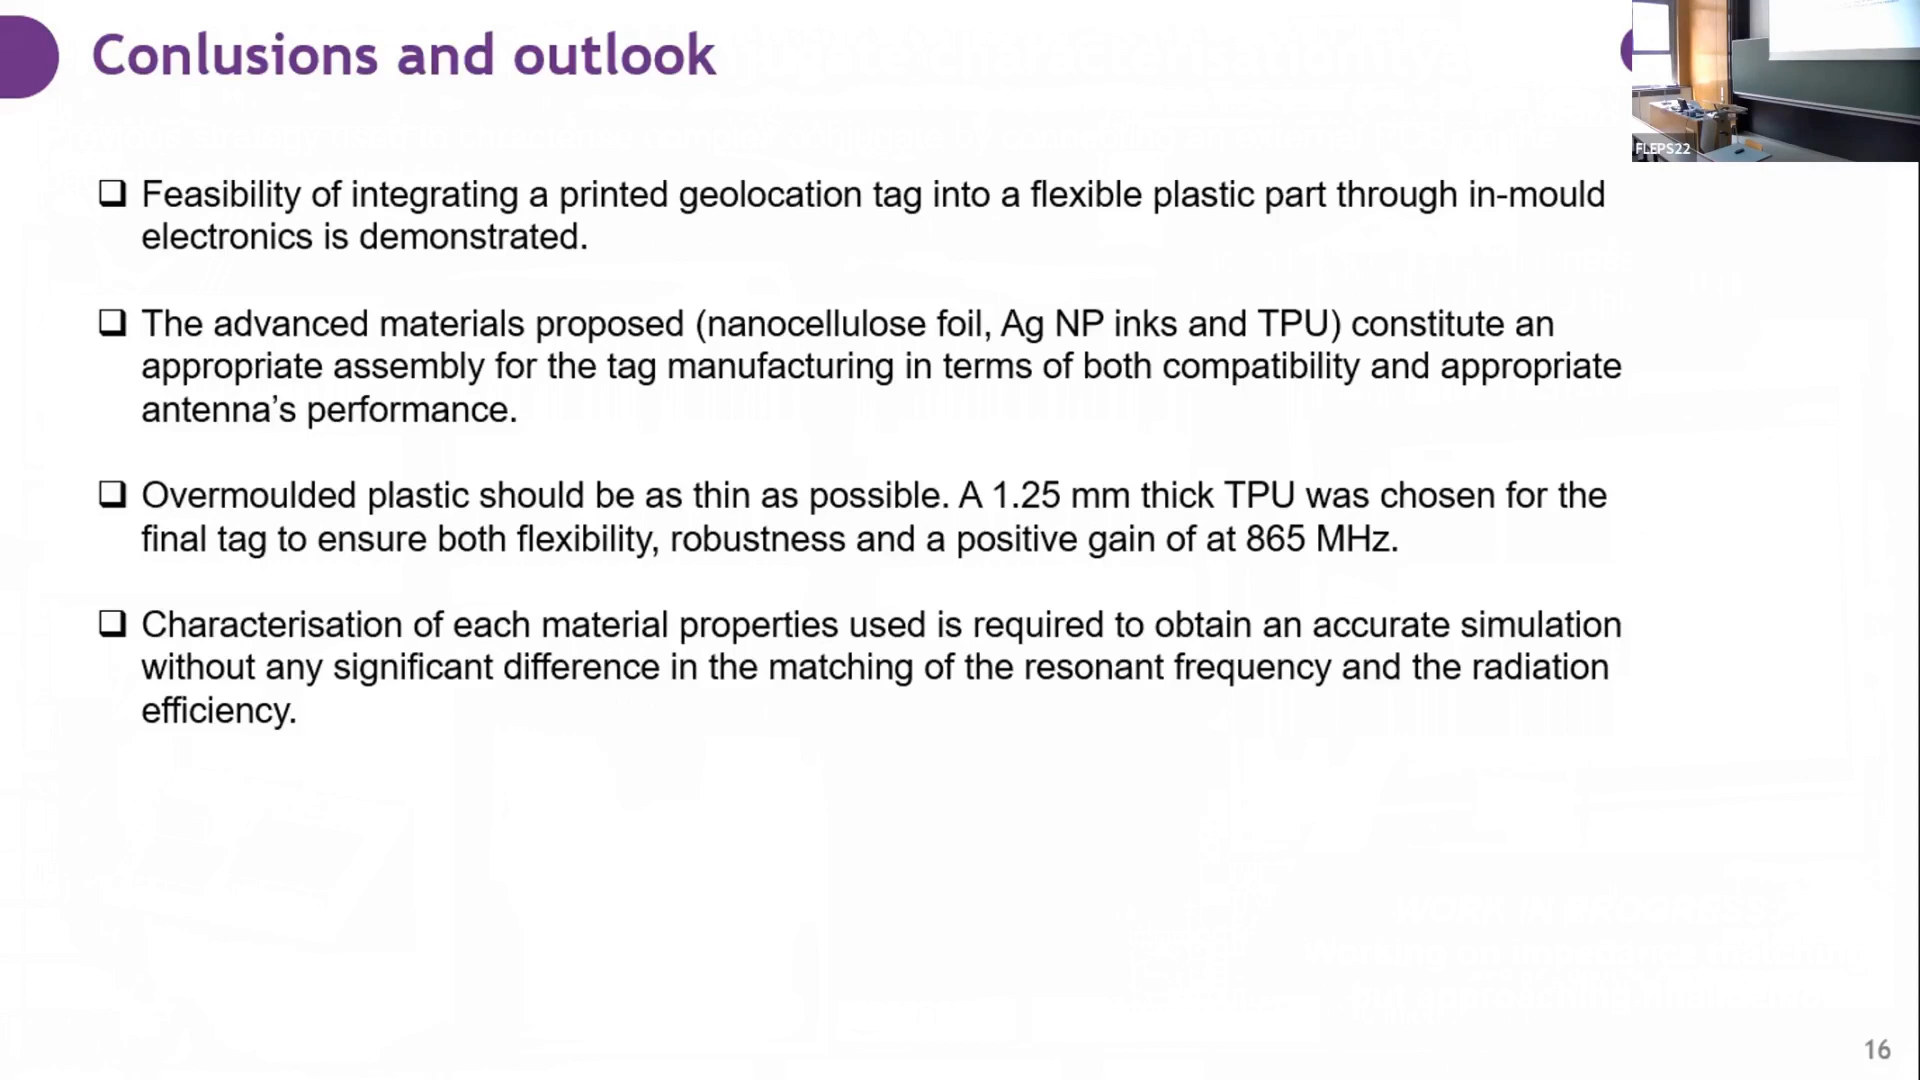 Conlusions and outlook
FLEPS22
❑ Feasibility of integrating a printed geolocation tag into a flexible plastic part through in-mould
electronics is demonstrated.
❑ The advanced materials proposed (nanocellulose foil, Ag NP inks and TPU) constitute an
appropriate assembly for the tag manufacturing in terms of both compatibility and appropriate
antenna’s performance.
❑ Overmoulded plastic should be as thin as possible. A 1.25 mm thick TPU was chosen for the
final tag to ensure both flexibility, robustness and a positive gain of at 865 MHz.
❑ Characterisation of each material properties used is required to obtain an accurate simulation
without any significant difference in the matching of the resonant frequency and the radiation
efficiency.
16